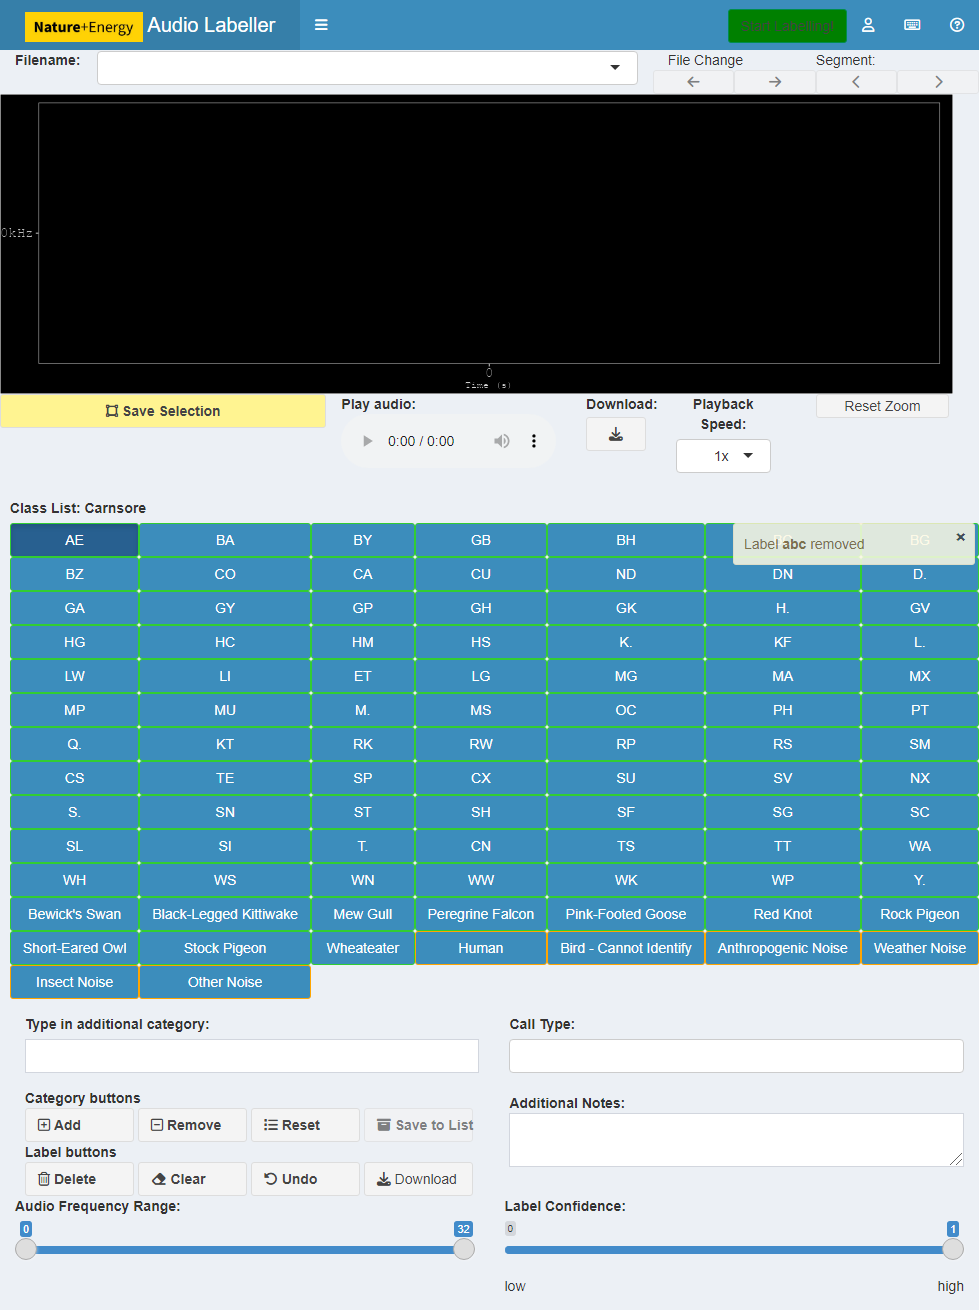 Nature+Energy Audio Labeller
Start Labelling!
Filename:
File Change
Segment:
0kHz
0
Time (s)
Save Selection
Play audio:
0:00 / 0:00
Download:
Playback
Speed:
1x
Reset Zoom
Class List: Carnsore
AE BA BY GB BH BG
Label abc removed
×
BZ CO CA CU ND DN D.
GA GY GP GH GK H. GV
HG HC HM HS K. KF L.
LW LI ET LG MG MA MX
MP MU M. MS OC PH PT
Q. KT RK RW RP RS SM
CS TE SP CX SU SV NX
S. SN ST SH SF SG SC
SL SI T. CN TS TT WA
WH WS WN WW WK WP Y.
Bewick's Swan Black-Legged Kittiwake Mew Gull Peregrine Falcon Pink-Footed Goose Red Knot Rock Pigeon
Short-Eared Owl Stock Pigeon Wheateater Human Bird - Cannot Identify Anthropogenic Noise Weather Noise
Insect Noise Other Noise
Type in additional category:
Call Type:
Category buttons
Add Remove Reset Save to List
Additional Notes:
Label buttons
Delete Clear Undo Download
Audio Frequency Range:
0 32
Label Confidence:
0 1
low high